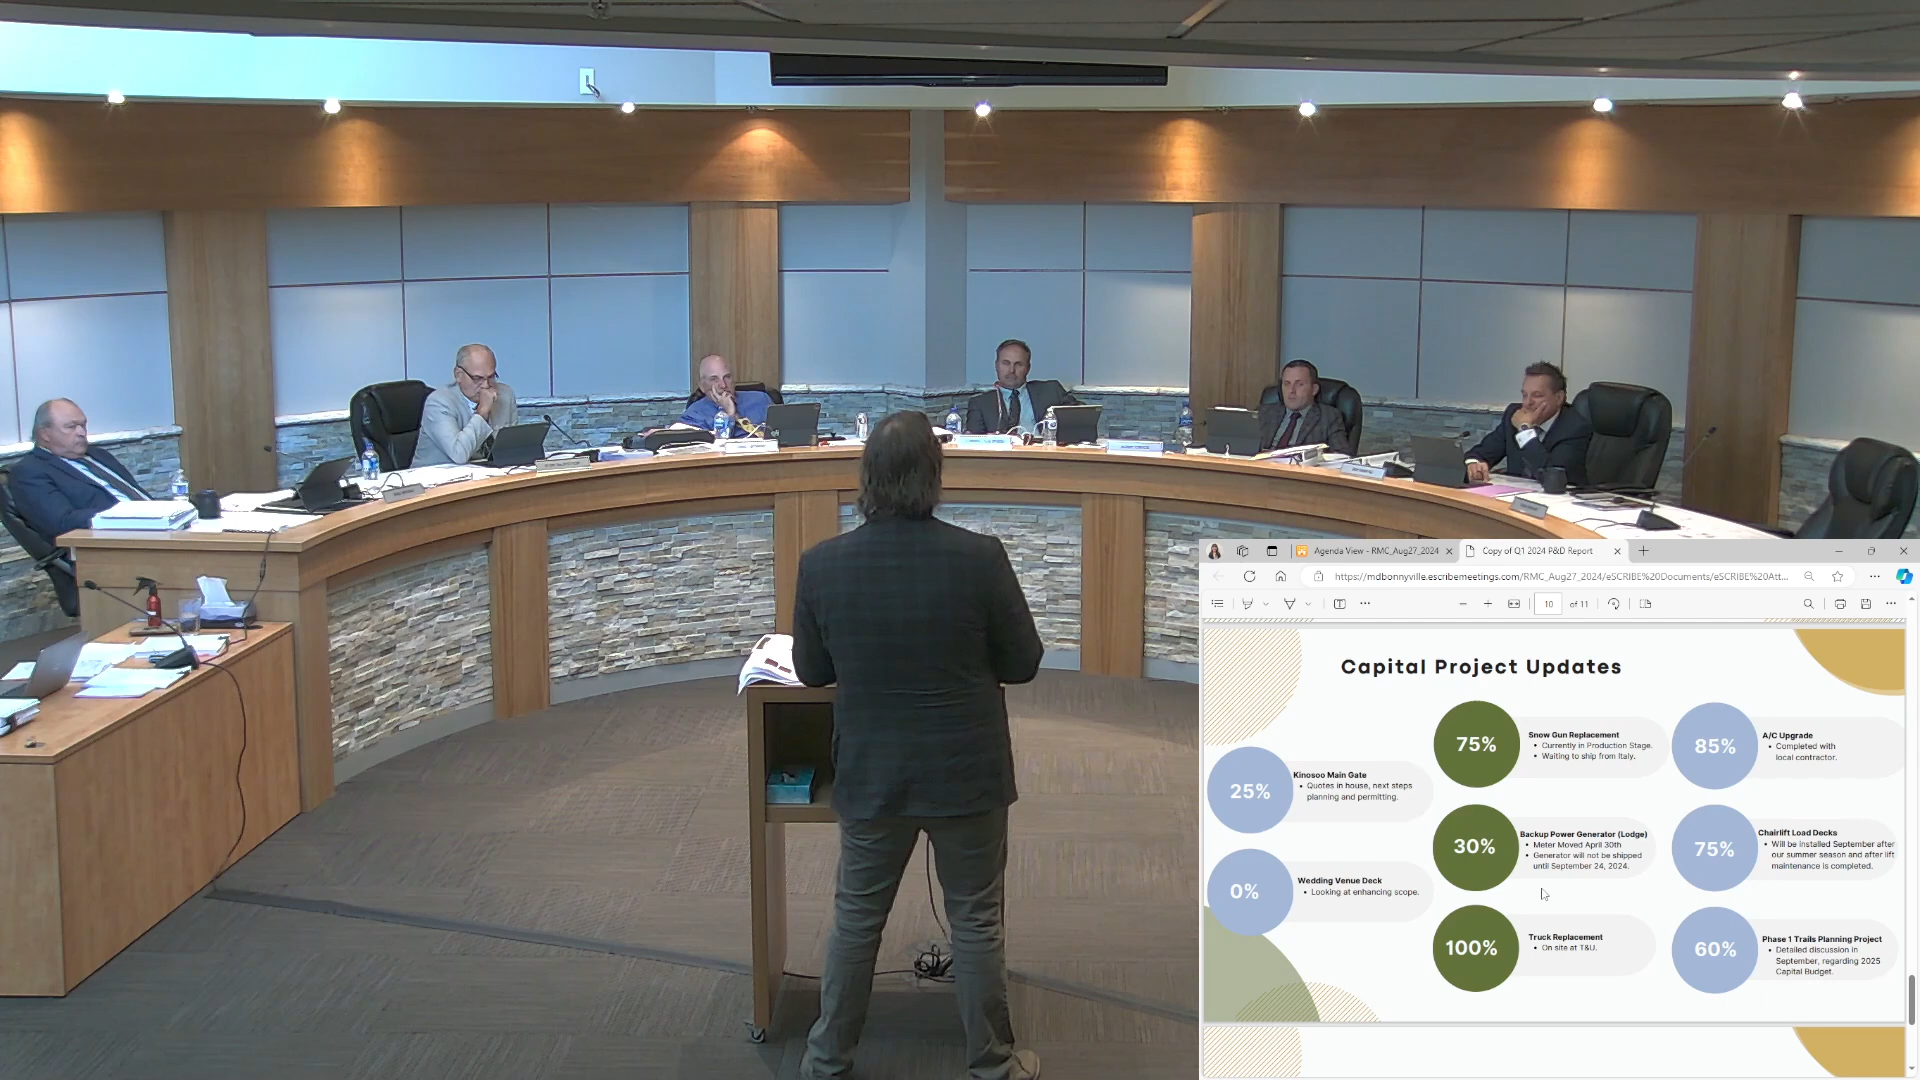 Agenda View - RMC_Aug27_2024
Copy of Q1 2024 P&D Report
https://mdbonnyville.escribemeetings.com/RMC_Aug27_2024/eSCRIBE%20Documents/eSCRIBE%20Att...
10 of 11
Capital Project Updates
25%
Kinosoo Main Gate
• Quotes in house, next steps
planning and permitting.
0%
Wedding Venue Deck
• Looking at enhancing scope.
75%
Snow Gun Replacement
• Currently in Production Stage.
• Waiting to ship from Italy.
30%
Backup Power Generator (Lodge)
• Meter Moved April 30th
• Generator will not be shipped
until September 24, 2024.
100%
Truck Replacement
• On site at T&U.
85%
A/C Upgrade
• Completed with
local contractor.
75%
Chairlift Load Decks
• Will be installed September after
our summer season and after lift
maintenance is completed.
60%
Phase 1 Trails Planning Project
• Detailed discussion in
September, regarding 2025
Capital Budget.